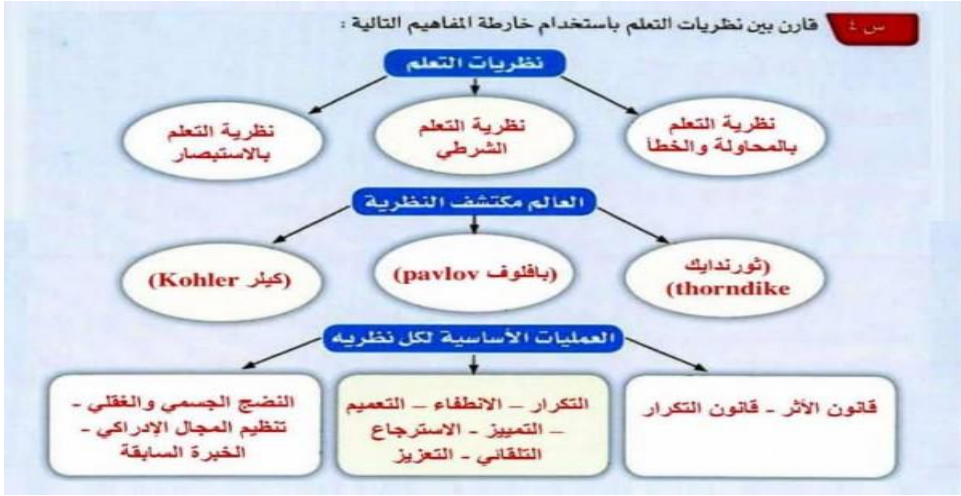 س ٤ قارن بين نظريات التعلم باستخدام خارطة المفاهيم التالية :
نظريات التعلم
نظرية التعلم
بالمحاولة والخطأ
نظرية التعلم
الشرطي
نظرية التعلم
بالاستبصار
العالم مكتشف النظرية
(ثورندايك
thorndike)
(بافلوف pavlov)
(كيلر Kohler)
العمليات الأساسية لكل نظريه
قانون الأثر - قانون التكرار
التكرار – الانطفاء – التعميم
– التمييز - الاسترجاع
التلقائي - التعزيز
النضج الجسمي والعقلي -
تنظيم المجال الإدراكي -
الخبرة السابقة